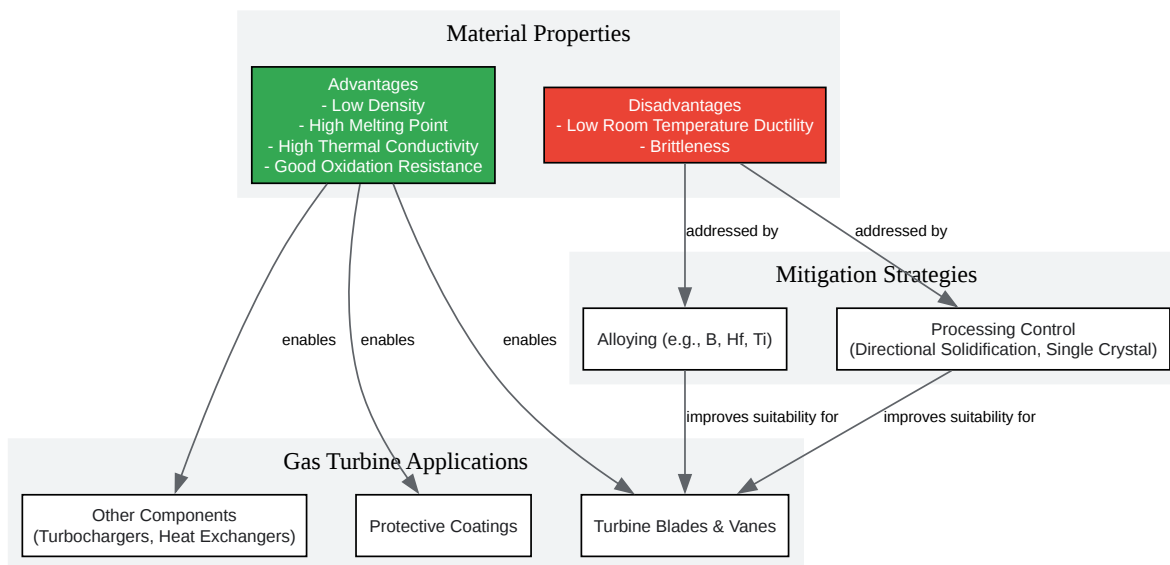 Material Properties
Advantages
- Low Density
- High Melting Point
- High Thermal Conductivity
- Good Oxidation Resistance
Disadvantages
- Low Room Temperature Ductility
- Brittleness
addressed by
addressed by
Mitigation Strategies
Alloying (e.g., B, Hf, Ti)
Processing Control
(Directional Solidification, Single Crystal)
enables
enables
enables
improves suitability for
improves suitability for
Gas Turbine Applications
Other Components
(Turbochargers, Heat Exchangers)
Protective Coatings
Turbine Blades & Vanes